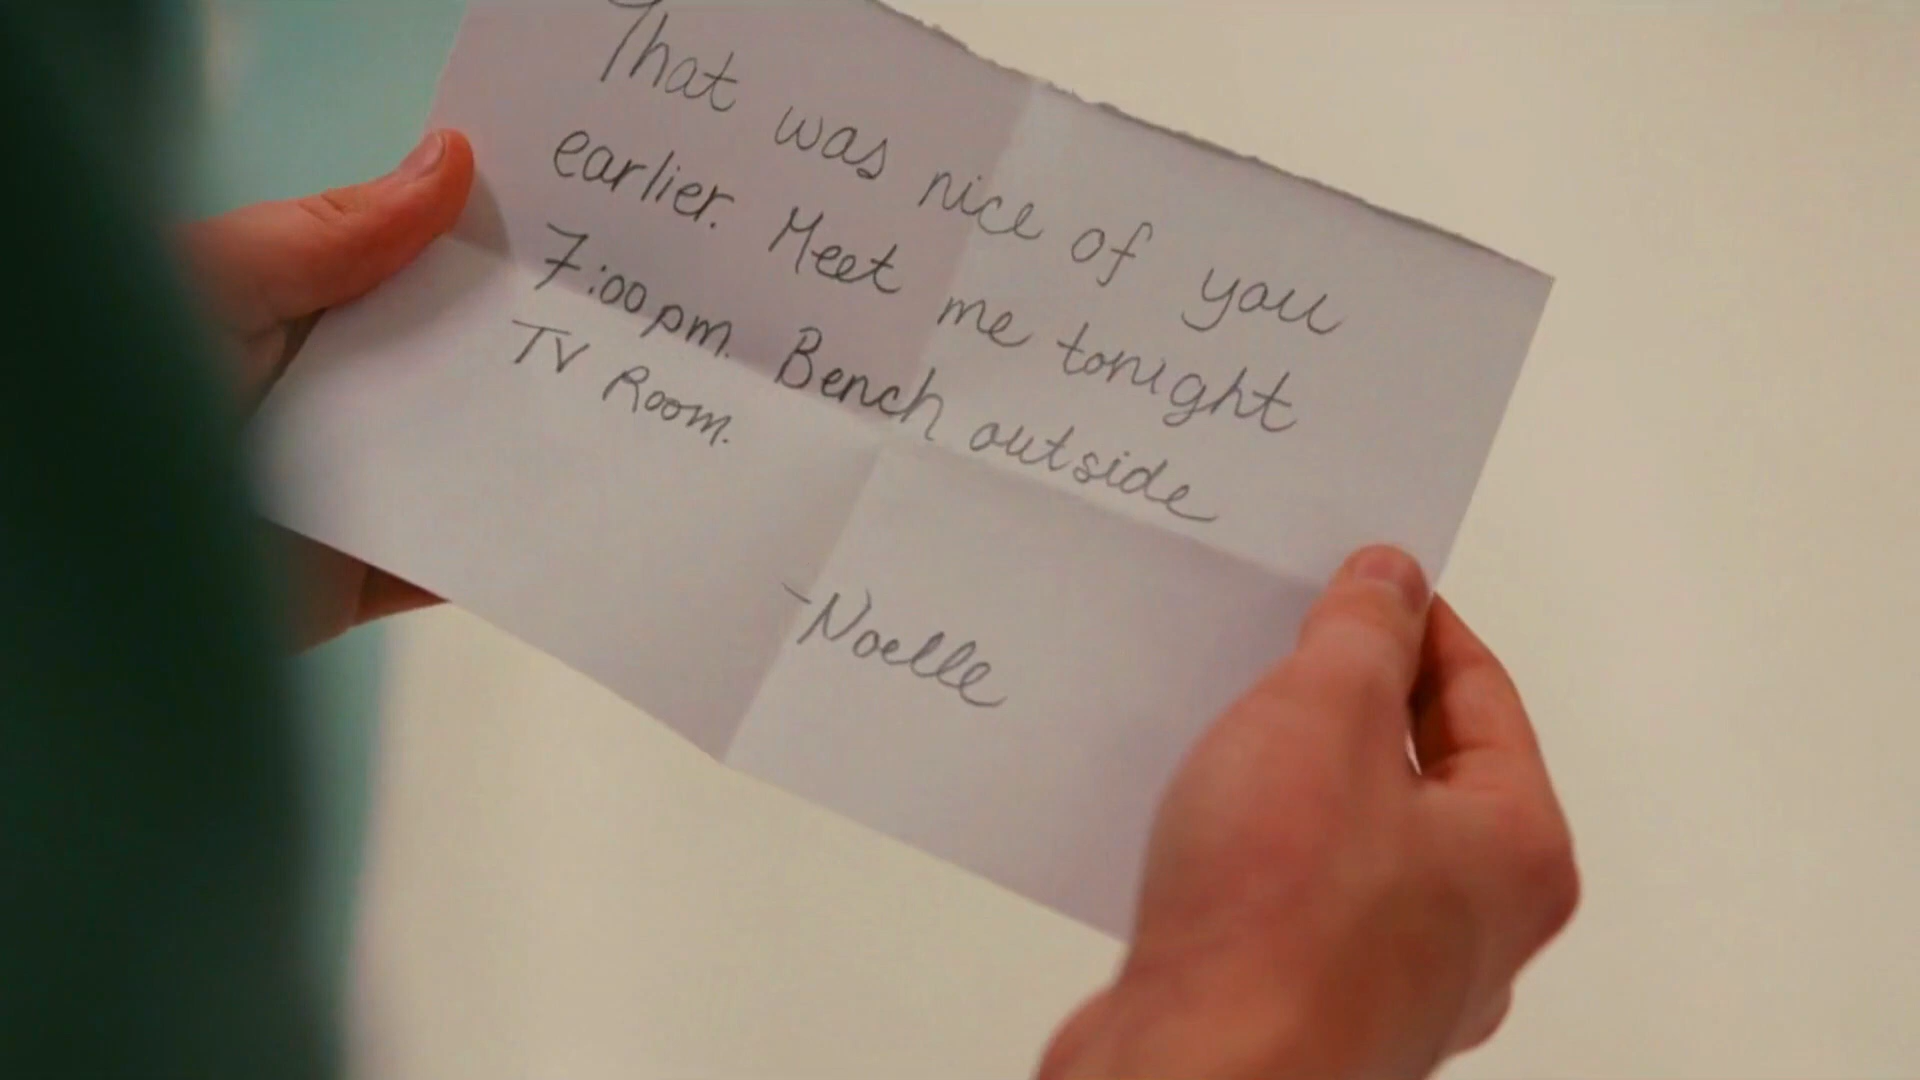 That was nice of you
earlier. Meet me tonight
7:00pm. Bench outside
TV Room.
-Noelle